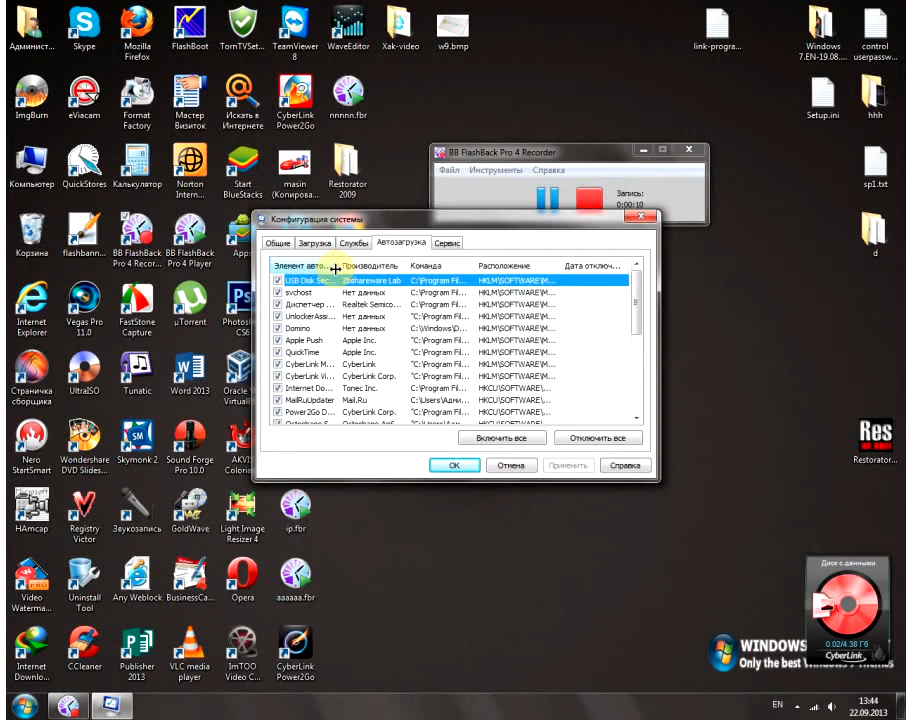 Админист...
Skype
Mozilla
Firefox
FlashBoot
TornTVSet...
TeamViewer
8
WaveEditor
Xak-video
w9.bmp
link-progra...
Windows
7.EN-19.08....
control
userpassw...
ImgBurn
eViacam
Format
Factory
Мастер
Визиток
Искать в
Интернете
CyberLink
Power2Go
nnnnn.fbr
Setup.ini
hhh
Компьютер
QuickStores
Калькулятор
Norton
Intern...
Start
BlueStacks
masin
(Копирова...
Restorator
2009
sp1.txt
BB FlashBack Pro 4 Recorder
Файл Инструменты Справка
Запись:
0:00:10
Корзина
flashbann...
BB FlashBack
Pro 4 Recor...
BB FlashBack
Pro 4 Player
Apps
d
Конфигурация системы
Общие Загрузка Службы Автозагрузка Сервис
Элемент авто... Производитель Команда Расположение Дата отключ...
USB Disk Sec... Zbshareware Lab C:\Program Fil... HKLM\SOFTWARE\M...
svchost Нет данных C:\Program Fil... HKLM\SOFTWARE\M...
Диспетчер ... Realtek Semico... C:\Program Fil... HKLM\SOFTWARE\M...
UnlockerAssi... Нет данных "C:\Program Fil... HKLM\SOFTWARE\M...
Domino Нет данных C:\Windows\D... HKLM\SOFTWARE\M...
Apple Push Apple Inc. "C:\Program Fil... HKLM\SOFTWARE\M...
QuickTime Apple Inc. "C:\Program Fil... HKLM\SOFTWARE\M...
CyberLink M... CyberLink "C:\Program Fil... HKLM\SOFTWARE\M...
CyberLink Vi... CyberLink Corp. "C:\Program Fil... HKLM\SOFTWARE\M...
Internet Do... Tonec Inc. C:\Program Fil... HKCU\SOFTWARE\...
MailRuUpdater Mail.Ru C:\Users\Адми... HKCU\SOFTWARE\...
Power2Go D... CyberLink Corp. "C:\Program Fil... HKCU\SOFTWARE\...
Включить все Отключить все
OK Отмена Применить Справка
Internet
Explorer
Vegas Pro
11.0
FastStone
Capture
µTorrent
Photosh
CS6
Страничка
сборщика
UltraISO
Tunatic
Word 2013
Oracle
Virtuall
Nero
StartSmart
Wondershare
DVD Slides...
Skymonk 2
Sound Forge
Pro 10.0
AKVI
Coloria
Res
Restorator...
HAmcap
Registry
Victor
Звукозапись
GoldWave
Light Image
Resizer 4
ip.fbr
Video
Waterma...
Uninstall
Tool
Any Weblock
BusinessCa...
Opera
aaaaaa.fbr
Диск с данными
0.02/4.38 Гб
CyberLink
Internet
Downlo...
CCleaner
Publisher
2013
VLC media
player
ImTOO
Video C...
CyberLink
Power2Go
WINDOWS
Only the best Windows 7 Themes
EN
13:44
22.09.2013